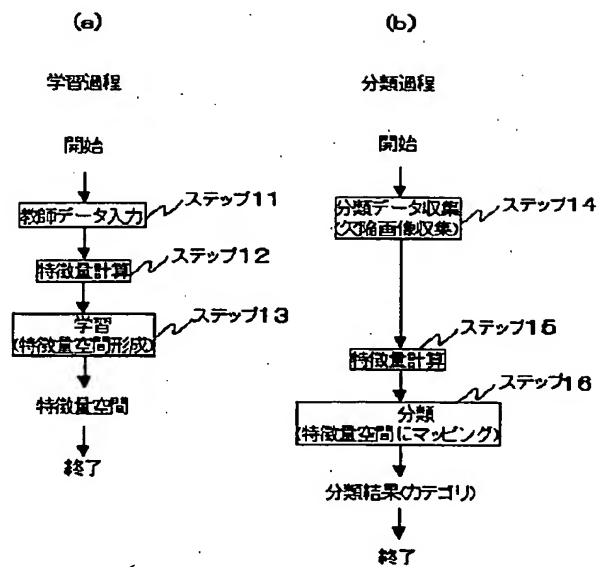 (a)
学習過程
開始
教師データ入力
ステップ11
特徴量計算
ステップ12
学習
(特徴量空間形成)
ステップ13
特徴量空間
終了
(b)
分類過程
開始
分類データ収集
(欠陥画像収集)
ステップ14
特徴量計算
ステップ15
分類
(特徴量空間にマッピング)
ステップ16
分類結果(カテゴリ)
終了